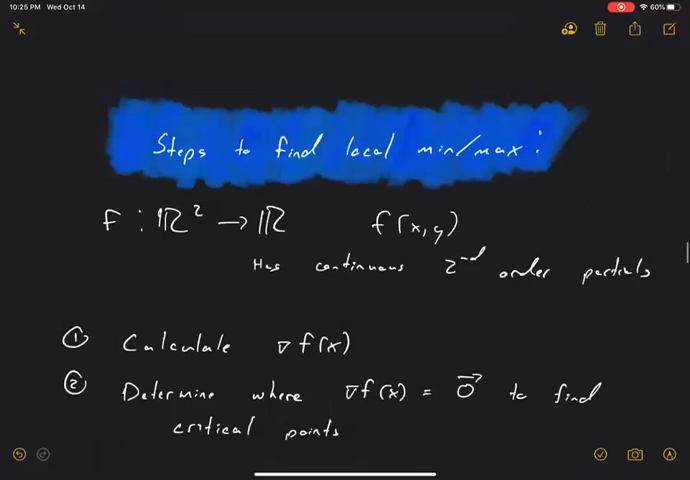 10:25 PM Wed Oct 14
60%
Steps to find local min/max:
f : ℝ² → ℝ f(x,y)
Has continuous 2nd order partials
① Calculate ∇f(x)
② Determine where ∇f(x) = 0⃗ to find
critical points